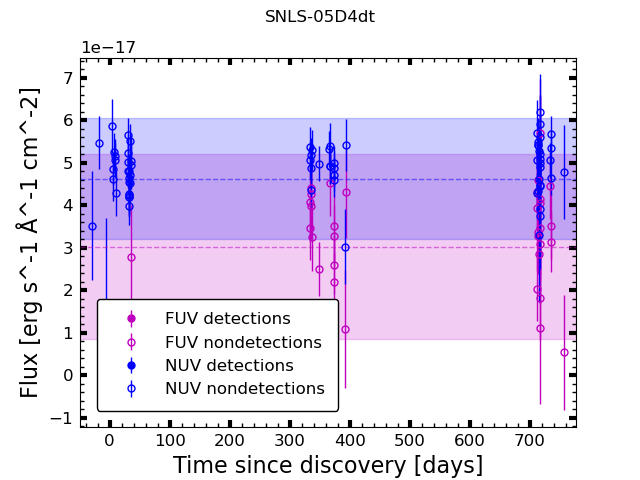 SNLS-05D4dt
1e−17
7
6
5
4
3
2
1
0
−1
Flux [erg s^-1 Å^-1 cm^-2]
FUV detections
FUV nondetections
NUV detections
NUV nondetections
0 100 200 300 400 500 600 700
Time since discovery [days]